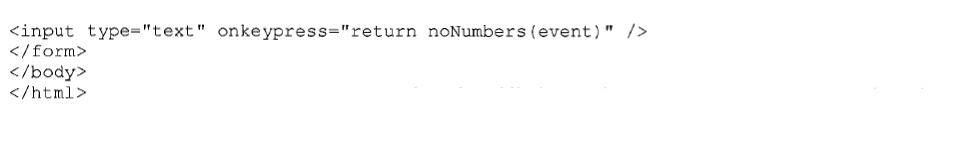 <input type="text" onkeypress="return noNumbers(event)" />
</form>
</body>
</html>